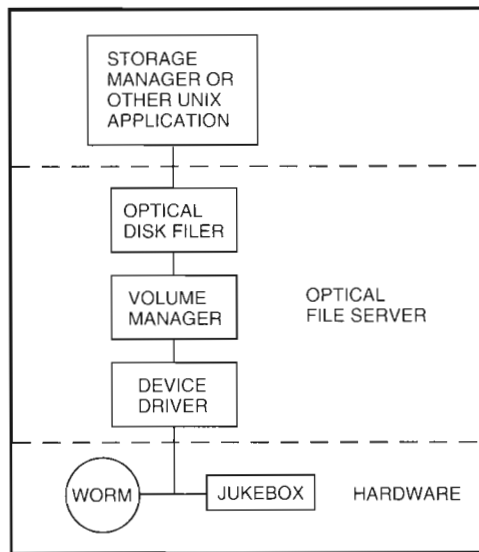 STORAGE
MANAGER OR
OTHER UNIX
APPLICATION
OPTICAL
DISK FILER
VOLUME
MANAGER
OPTICAL
FILE SERVER
DEVICE
DRIVER
WORM
JUKEBOX
HARDWARE